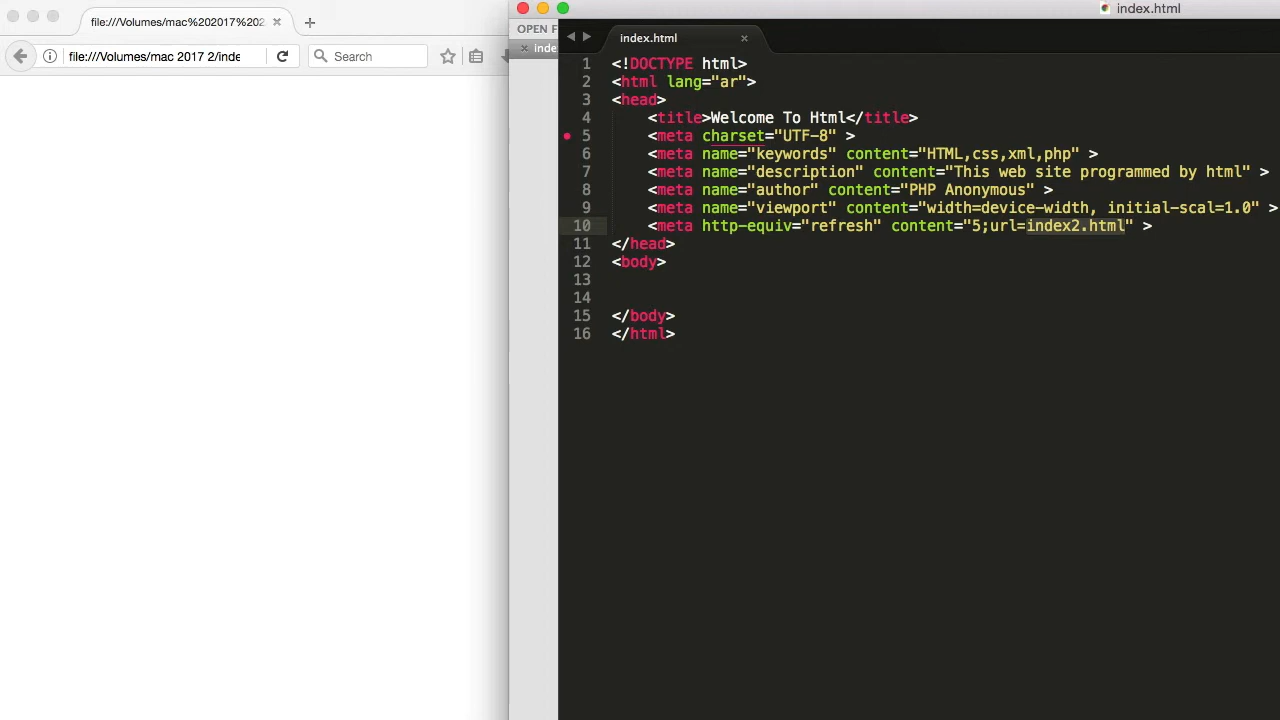 file:///Volumes/mac%202017%202
file:///Volumes/mac 2017 2/inde
Search
index.html
OPEN F
inde
index.html
1 <!DOCTYPE html>
2 <html lang="ar">
3 <head>
4 <title>Welcome To Html</title>
5 <meta charset="UTF-8" >
6 <meta name="keywords" content="HTML,css,xml,php" >
7 <meta name="description" content="This web site programmed by html" >
8 <meta name="author" content="PHP Anonymous" >
9 <meta name="viewport" content="width=device-width, initial-scal=1.0" >
10 <meta http-equiv="refresh" content="5;url=index2.html" >
11 </head>
12 <body>
13
14
15 </body>
16 </html>